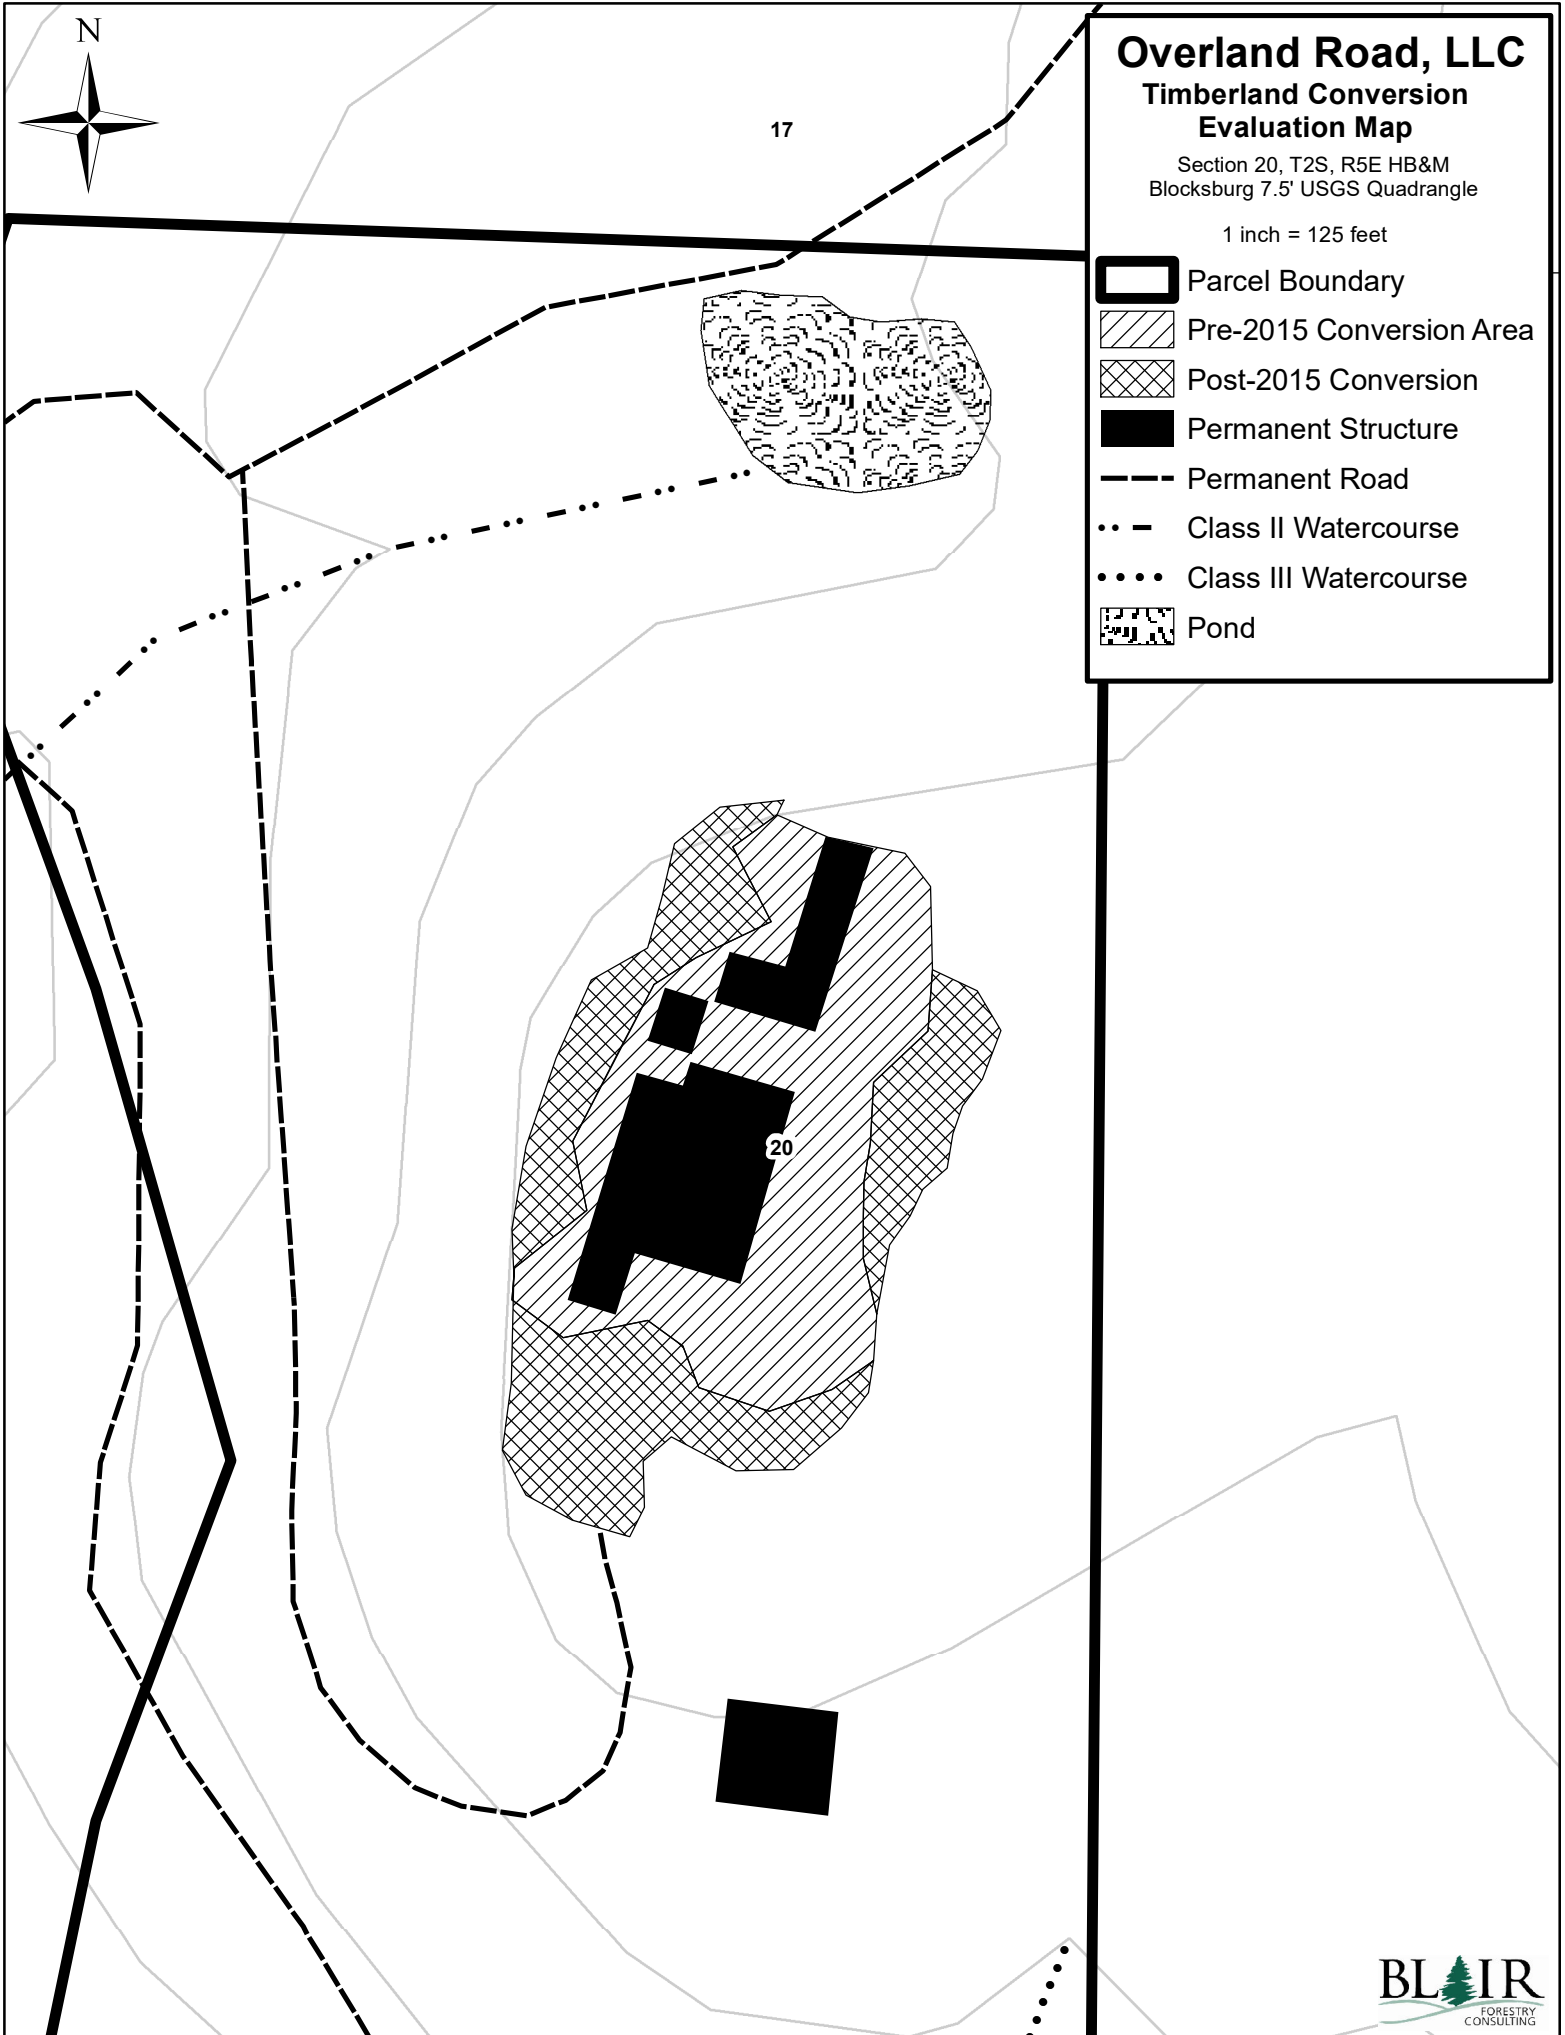 N
17
Overland Road, LLC
Timberland Conversion
Evaluation Map
Section 20, T2S, R5E HB&M
Blocksburg 7.5' USGS Quadrangle
1 inch = 125 feet
Parcel Boundary
Pre-2015 Conversion Area
Post-2015 Conversion
Permanent Structure
Permanent Road
Class II Watercourse
Class III Watercourse
Pond
20
BLAIR
FORESTRY
CONSULTING